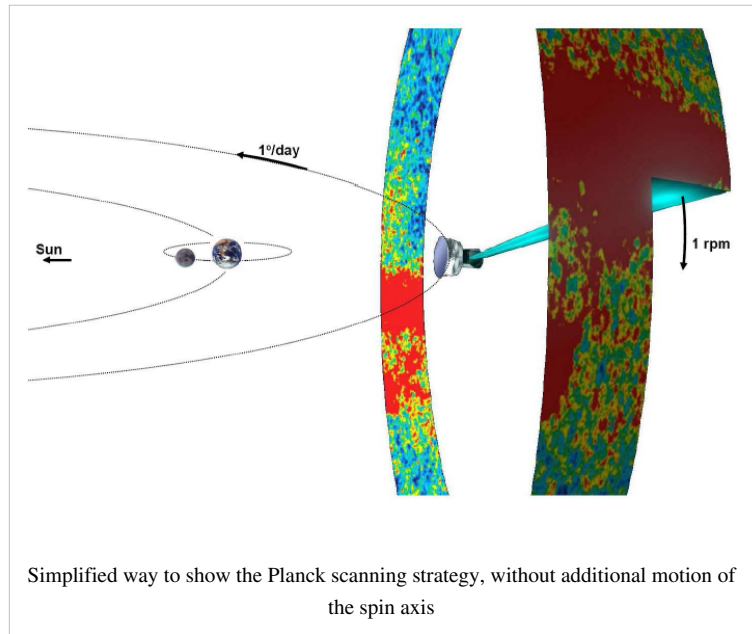 1º/day
Sun
1 rpm
Simplified way to show the Planck scanning strategy, without additional motion of
the spin axis